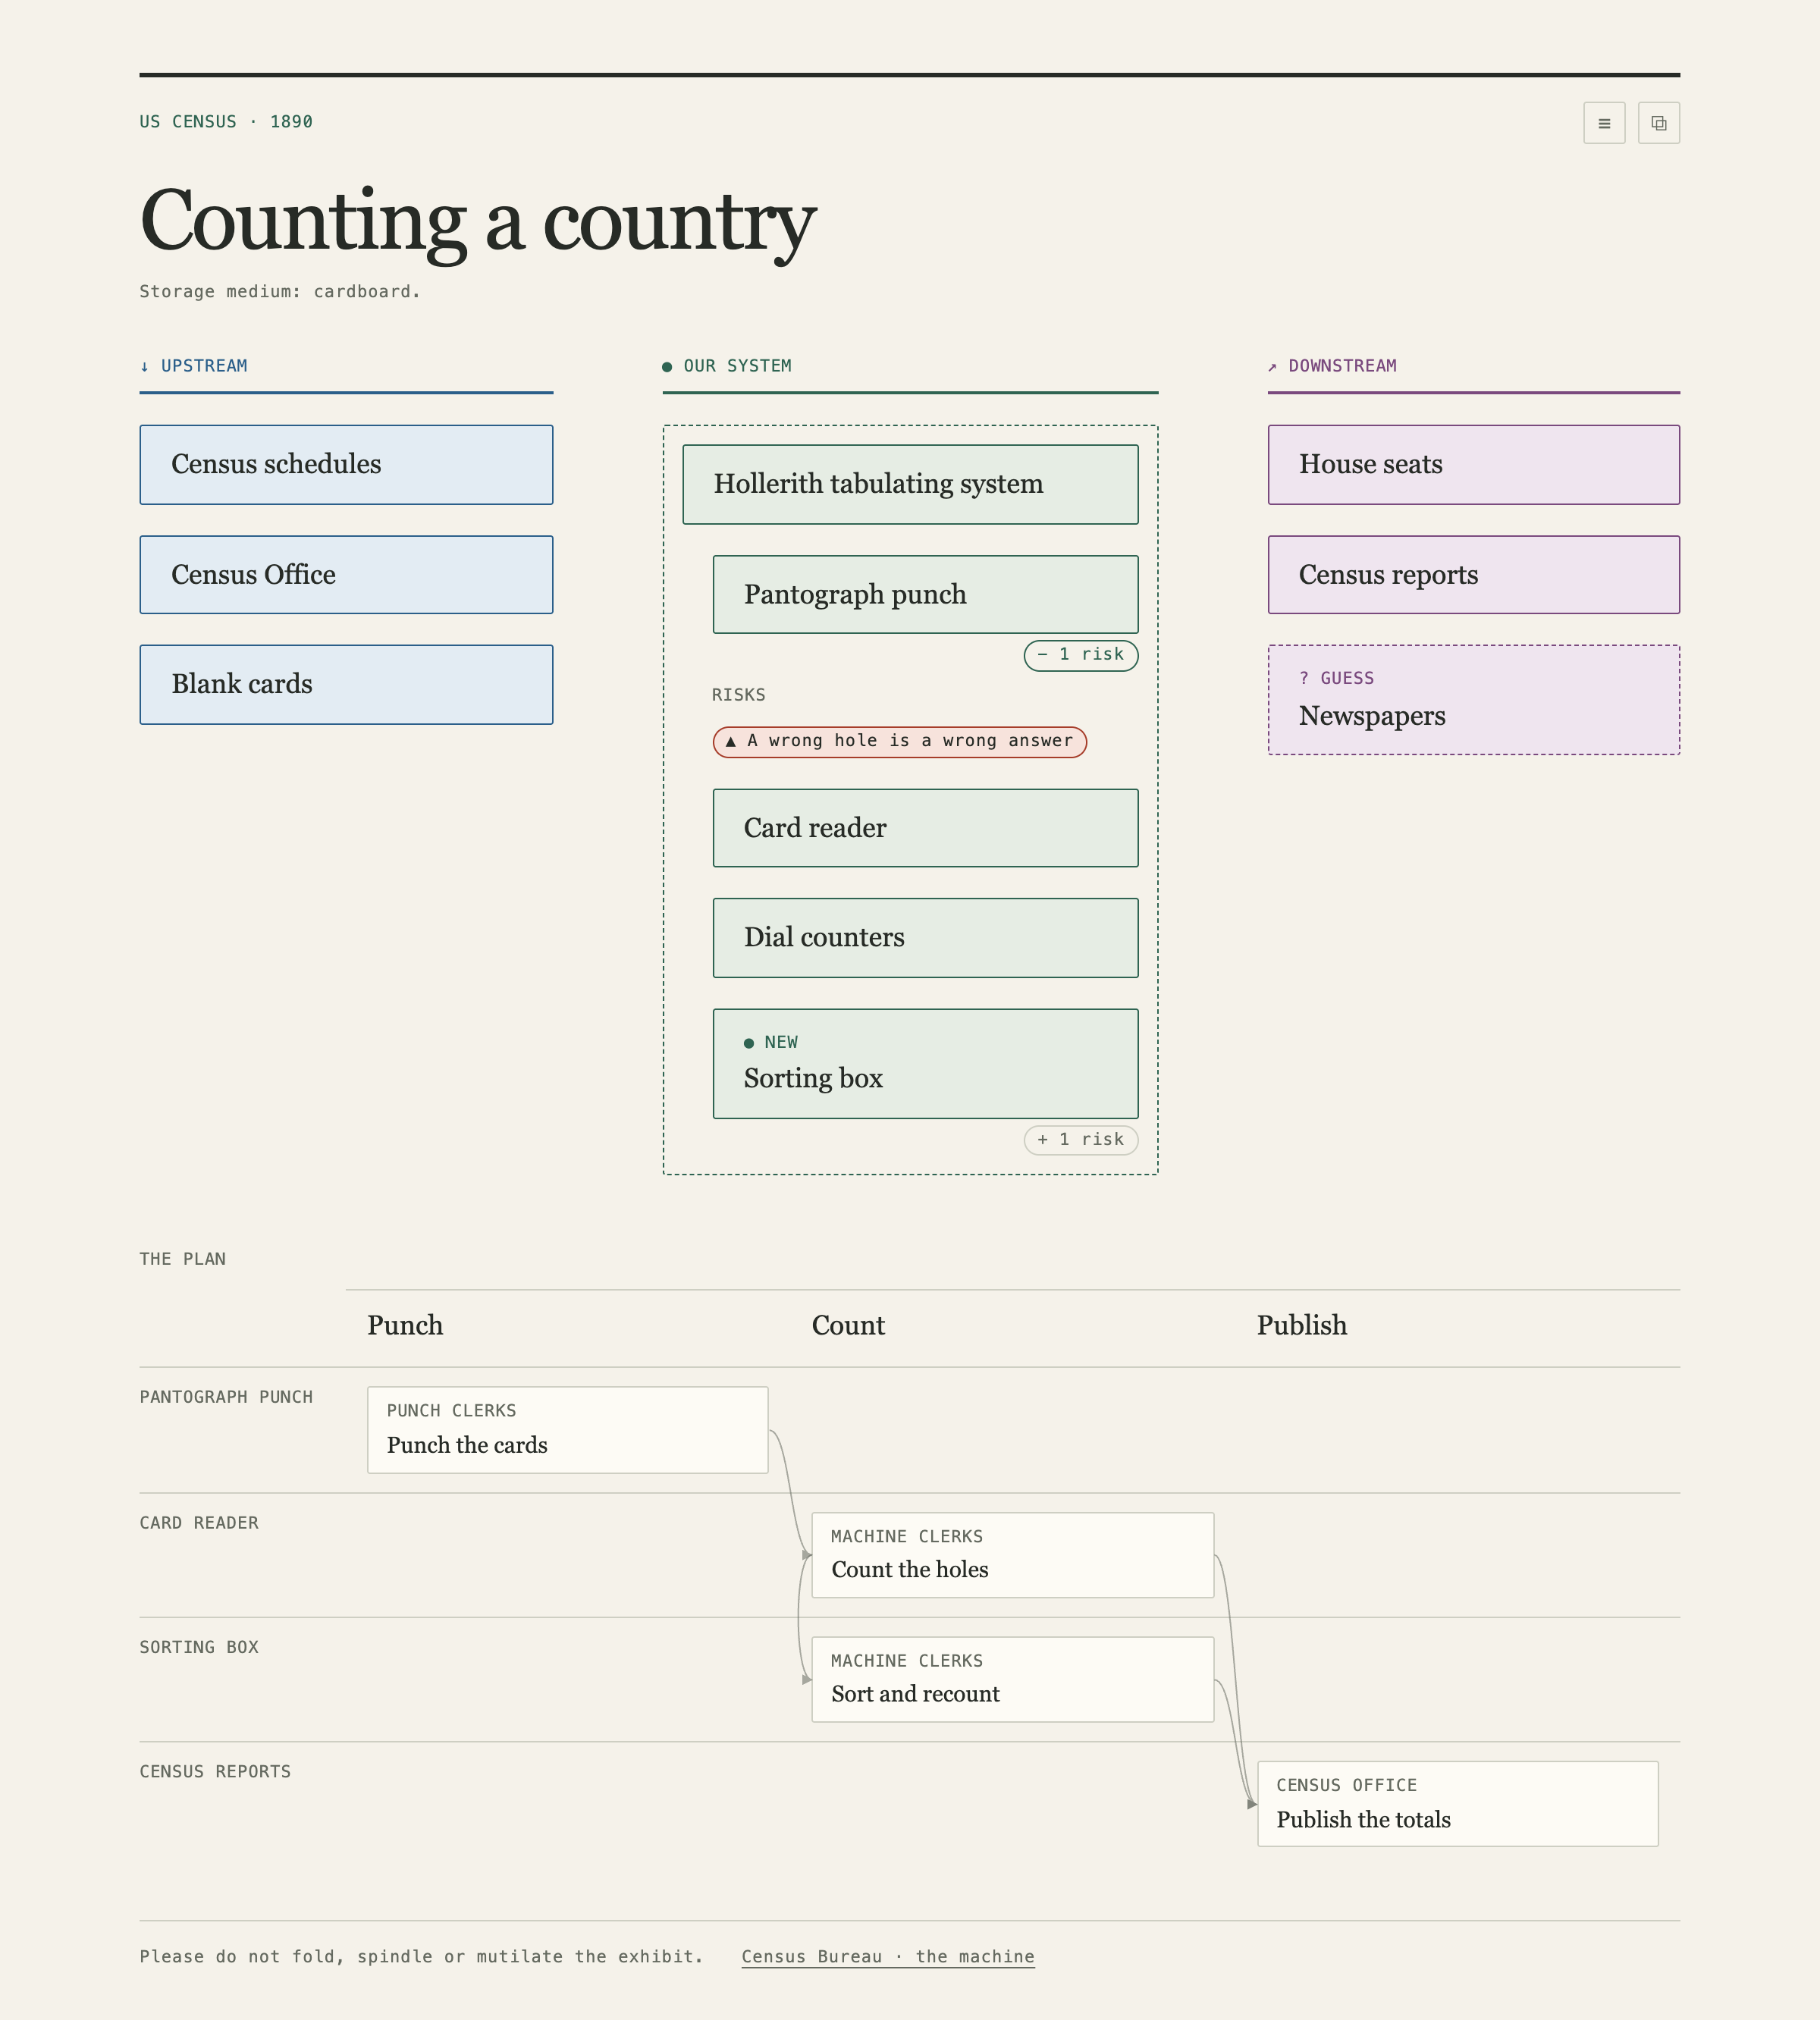 US CENSUS · 1890
Counting a country
Storage medium: cardboard.
↓ UPSTREAM
Census schedules
Census Office
Blank cards
● OUR SYSTEM
Hollerith tabulating system
Pantograph punch
− 1 risk
RISKS
▲ A wrong hole is a wrong answer
Card reader
Dial counters
● NEW
Sorting box
+ 1 risk
↗ DOWNSTREAM
House seats
Census reports
? GUESS
Newspapers
THE PLAN
Punch
Count
Publish
PANTOGRAPH PUNCH
PUNCH CLERKS
Punch the cards
CARD READER
MACHINE CLERKS
Count the holes
SORTING BOX
MACHINE CLERKS
Sort and recount
CENSUS REPORTS
CENSUS OFFICE
Publish the totals
Please do not fold, spindle or mutilate the exhibit. Census Bureau · the machine